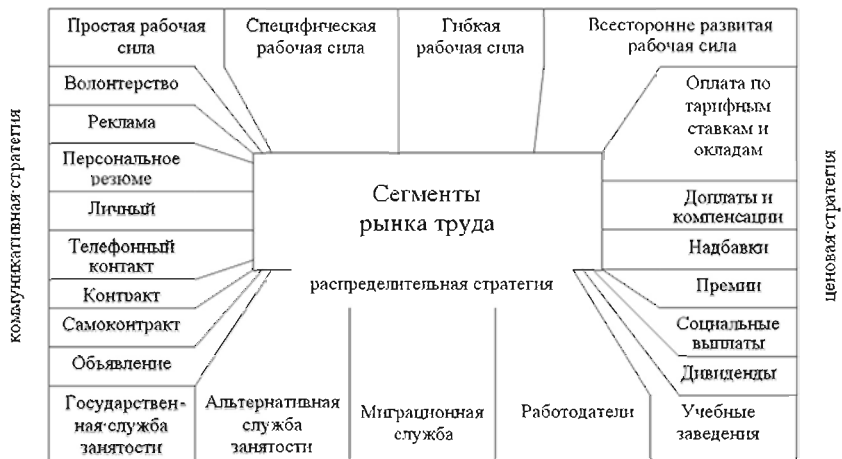 Простая рабочая
сила
Специфическая
рабочая сила
Гибкая
рабочая сила
Всесторонне развитая
рабочая сила
коммуникативная·стратегия
Волонтерство
Реклама
Персональное
резюме
Личный
Телефонный
контакт
Контракт
Самоконтракт
Объявление
Сегменты
рынка труда
распределительная стратегия
Оплата по
тарифным
ставкам и
окладам
Доплаты и
компенсации
Надбавки
Премии
Социальные
выплаты
Дивиденды
ценовая·стратегия
Государствен-
ная·служба
занятости
Альтернативная
служба
занятости
Миграционная
служба
Работодатели
Учебные
заведения